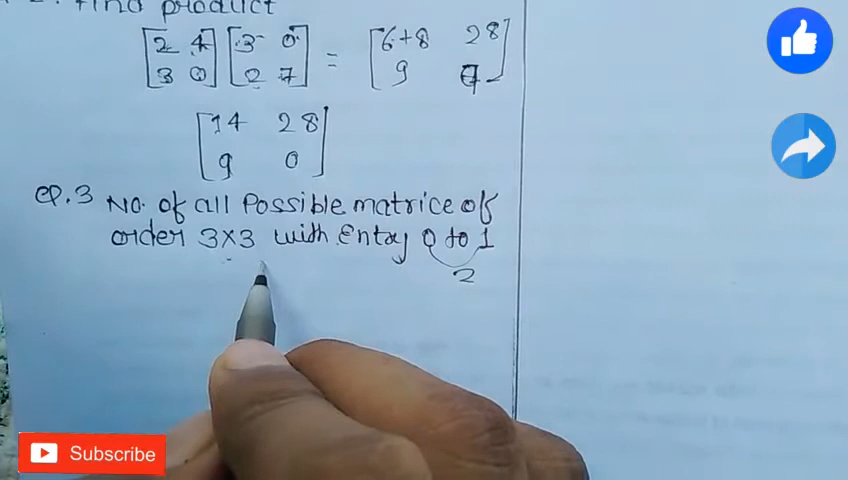 Find product
[2 4 [3 0 = [6+8 28
3 0] 2 7] 9 0]
[14 28
9 0]
Q.3 No. of all Possible matrice of
order 3×3 with Entry 0 to 1
2
Subscribe